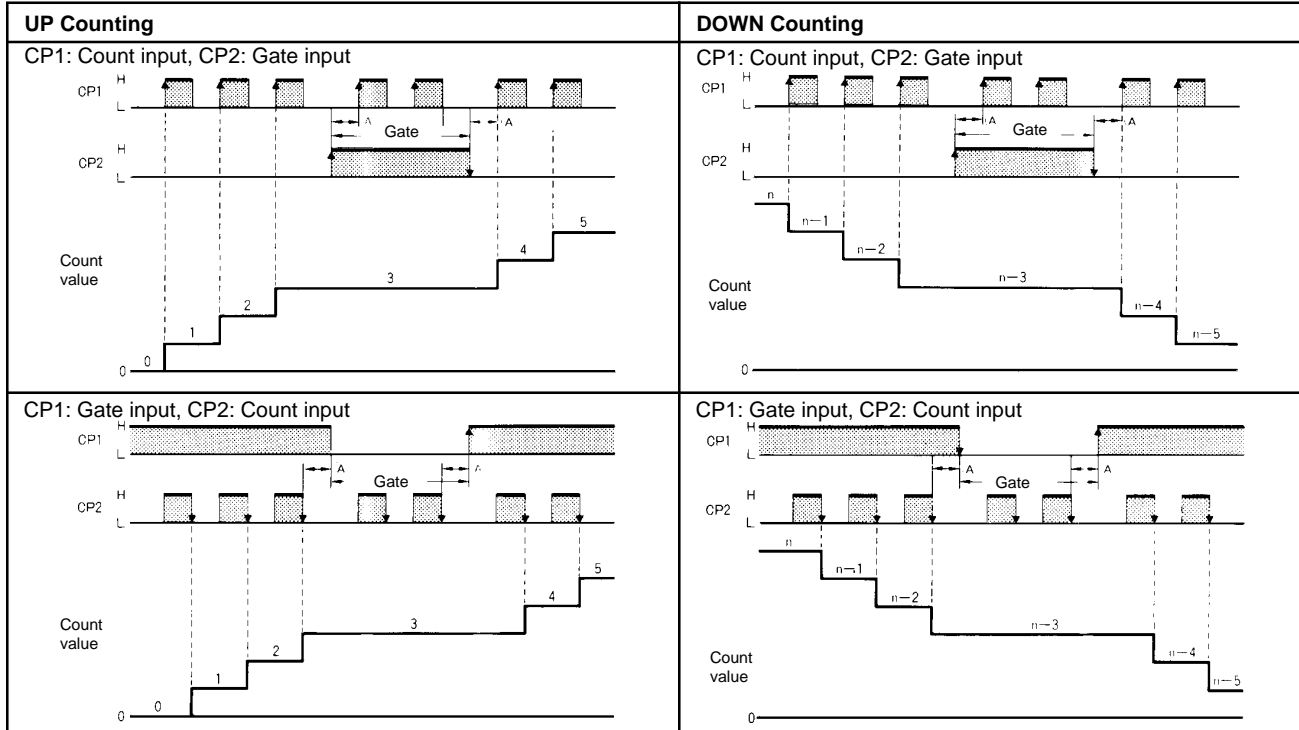 UP Counting
DOWN Counting
CP1: Count input, CP2: Gate input
H
CP1
L
A
Gate
A
H
CP2
L
5
4
3
2
1
0
Count
value
0
CP1: Count input, CP2: Gate input
H
CP1
L
A
Gate
A
H
CP2
L
n
n-1
n-2
n-3
n-4
n-5
Count
value
0
CP1: Gate input, CP2: Count input
H
CP1
L
A
Gate
A
H
CP2
L
5
4
3
2
1
0
Count
value
0
CP1: Gate input, CP2: Count input
H
CP1
L
A
Gate
A
H
CP2
L
n
n-1
n-2
n-3
n-4
n-5
Count
value
0